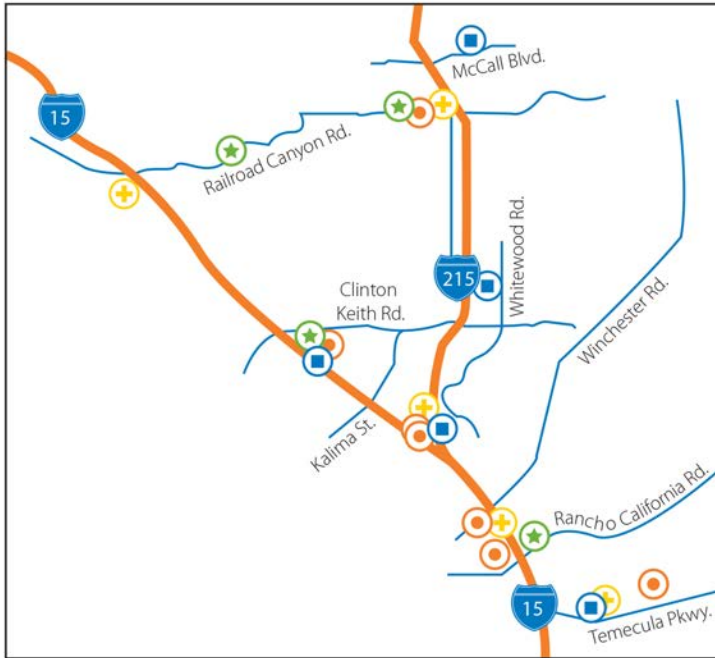 McCall Blvd.
15
Railroad Canyon Rd.
215
Whitewood Rd.
Clinton
Keith Rd.
Winchester Rd.
Kalima St.
Rancho California Rd.
15
Temecula Pkwy.